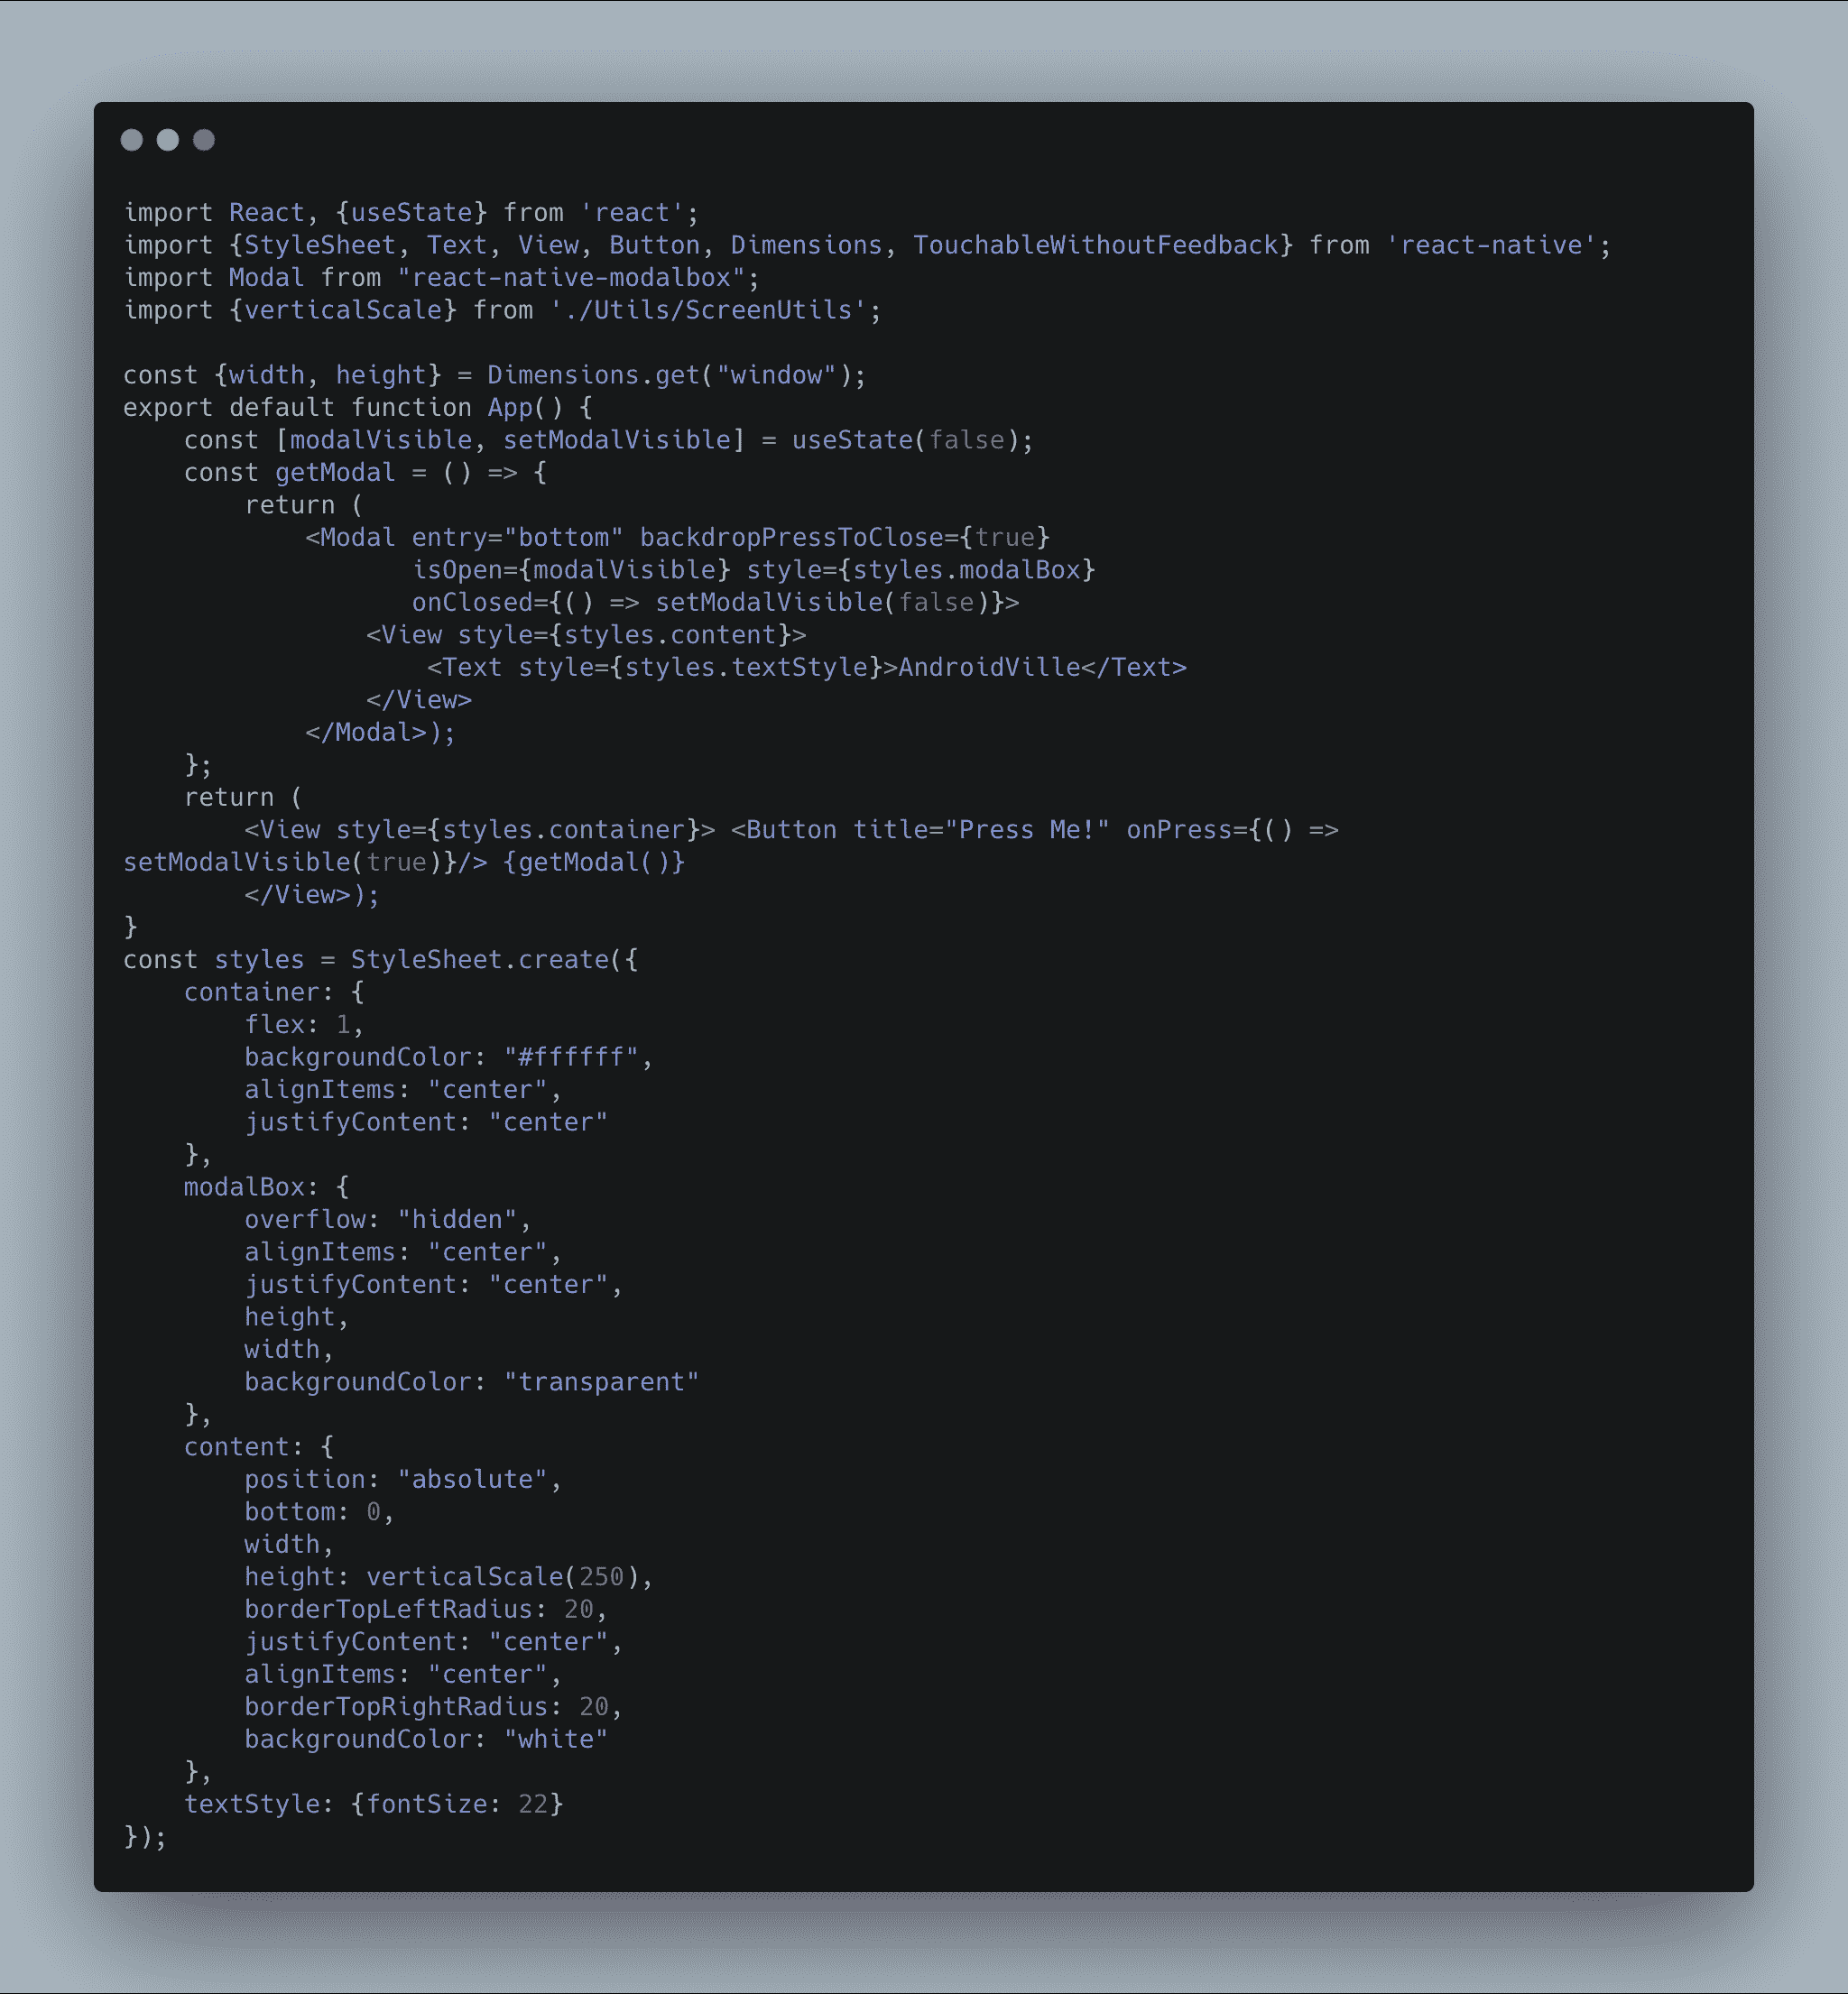 import React, {useState} from 'react';
import {StyleSheet, Text, View, Button, Dimensions, TouchableWithoutFeedback} from 'react-native';
import Modal from "react-native-modalbox";
import {verticalScale} from './Utils/ScreenUtils';

const {width, height} = Dimensions.get("window");
export default function App() {
    const [modalVisible, setModalVisible] = useState(false);
    const getModal = () => {
        return (
            <Modal entry="bottom" backdropPressToClose={true}
                   isOpen={modalVisible} style={styles.modalBox}
                   onClosed={() => setModalVisible(false)}>
                <View style={styles.content}>
                    <Text style={styles.textStyle}>AndroidVille</Text>
                </View>
            </Modal>);
    };
    return (
        <View style={styles.container}> <Button title="Press Me!" onPress={() =>
setModalVisible(true)}/> {getModal()}
        </View>);
}
const styles = StyleSheet.create({
    container: {
        flex: 1,
        backgroundColor: "#ffffff",
        alignItems: "center",
        justifyContent: "center"
    },
    modalBox: {
        overflow: "hidden",
        alignItems: "center",
        justifyContent: "center",
        height,
        width,
        backgroundColor: "transparent"
    },
    content: {
        position: "absolute",
        bottom: 0,
        width,
        height: verticalScale(250),
        borderTopLeftRadius: 20,
        justifyContent: "center",
        alignItems: "center",
        borderTopRightRadius: 20,
        backgroundColor: "white"
    },
    textStyle: {fontSize: 22}
});